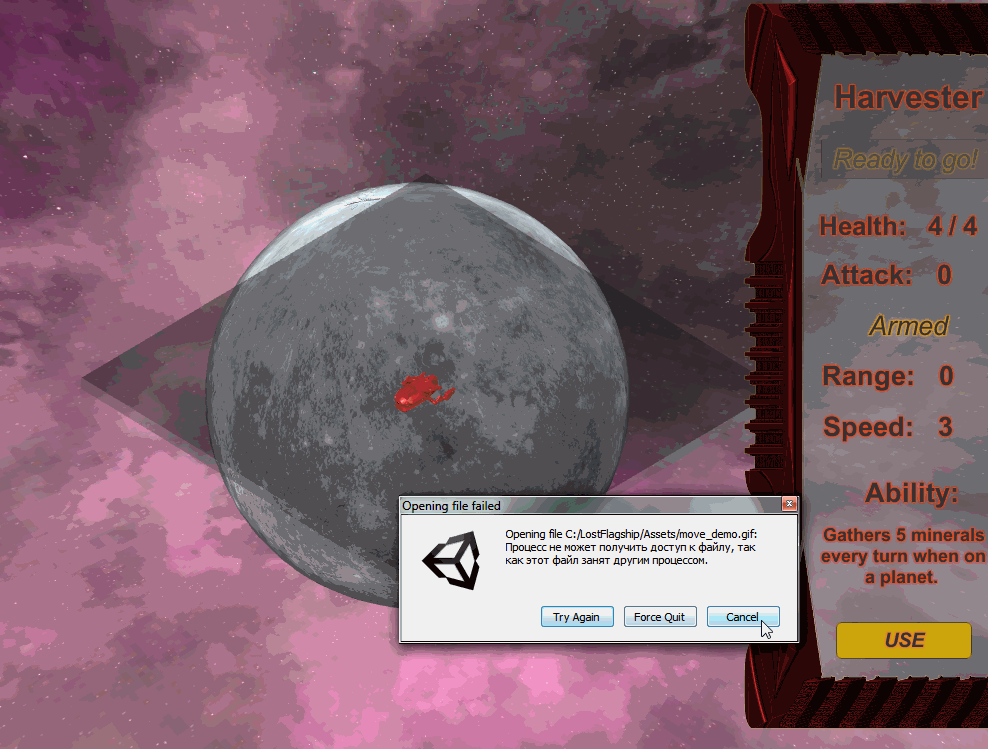 Harvester
Ready to go!
Health: 4 / 4
Attack: 0
Armed
Range: 0
Speed: 3
Ability:
Gathers 5 minerals
every turn when on
a planet.
USE
Opening file failed
Opening file C:/LostFlagship/Assets/move_demo.gif:
Процесс не может получить доступ к файлу, так
как этот файл занят другим процессом.
Try Again
Force Quit
Cancel